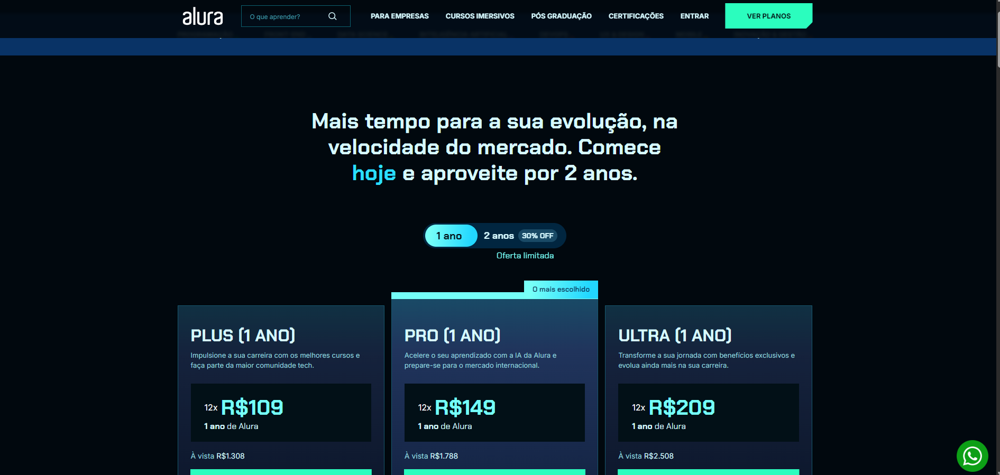 alura
O que aprender?
PARA EMPRESAS
CURSOS IMERSIVOS
PÓS GRADUAÇÃO
CERTIFICAÇÕES
ENTRAR
VER PLANOS
Mais tempo para a sua evolução, na
velocidade do mercado. Comece
hoje e aproveite por 2 anos.
1 ano
2 anos 30% OFF
Oferta limitada
PLUS (1 ANO)
Impulsione a sua carreira com os melhores cursos e
faça parte da maior comunidade tech.
12x R$109
1 ano de Alura
À vista R$1.308
O mais escolhido
PRO (1 ANO)
Acelere o seu aprendizado com a IA da Alura e
prepare-se para o mercado internacional.
12x R$149
1 ano de Alura
À vista R$1.788
ULTRA (1 ANO)
Transforme a sua jornada com benefícios exclusivos e
evolua ainda mais na sua carreira.
12x R$209
1 ano de Alura
À vista R$2.508